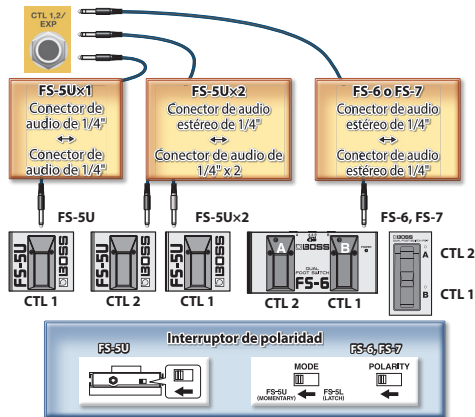 CTL 1,2/
EXP
FS-5U×1
Conector de
audio de 1/4"
Conector de
audio de 1/4"
FS-5U×2
Conector de audio
estéreo de 1/4"
Conector de audio de
1/4" x 2
FS-6 o FS-7
Conector de audio
estéreo de 1/4"
Conector de audio
estéreo de 1/4"
FS-5U
FS-5U
BOSS
CTL 1
FS-5U×2
FS-5U
BOSS
CTL 2
FS-5U
BOSS
CTL 1
A
BOSS
B
DUAL
FOOT SWITCH
FS-6
CTL 2
CTL 1
FS-6, FS-7
BOSS
A
B
CTL 2
CTL 1
Interruptor de polaridad
FS-5U
FS-6, FS-7
MODE
POLARITY
FS-5U
(MOMENTARY)
FS-5L
(LATCH)